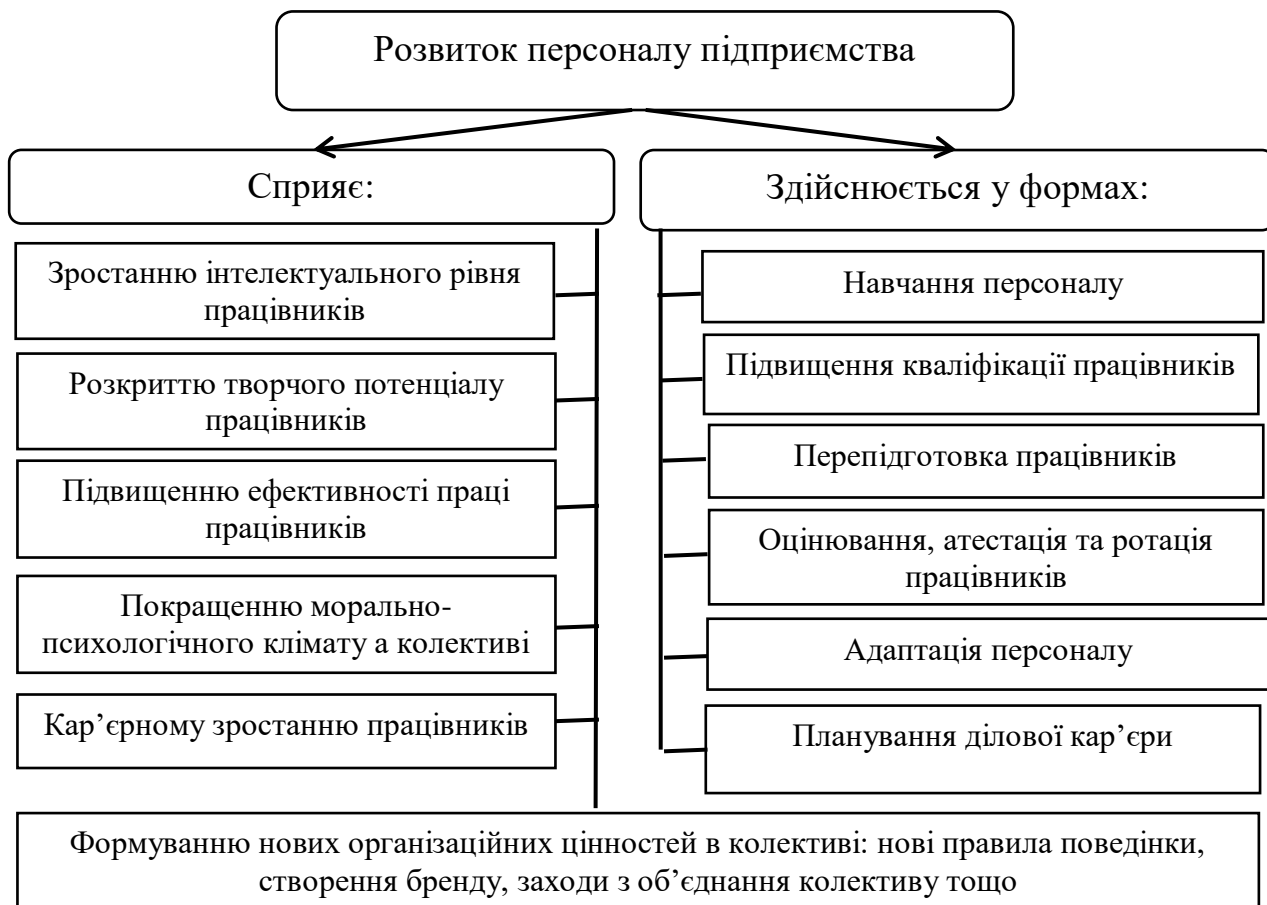 Розвиток персоналу підприємства
Сприяє:
Зростанню інтелектуального рівня
працівників
Розкриттю творчого потенціалу
працівників
Підвищенню ефективності праці
працівників
Покращенню морально-
психологічного клімату а колективі
Кар’єрному зростанню працівників
Здійснюється у формах:
Навчання персоналу
Підвищення кваліфікації працівників
Перепідготовка працівників
Оцінювання, атестація та ротація
працівників
Адаптація персоналу
Планування ділової кар’єри
Формуванню нових організаційних цінностей в колективі: нові правила поведінки,
створення бренду, заходи з об’єднання колективу тощо